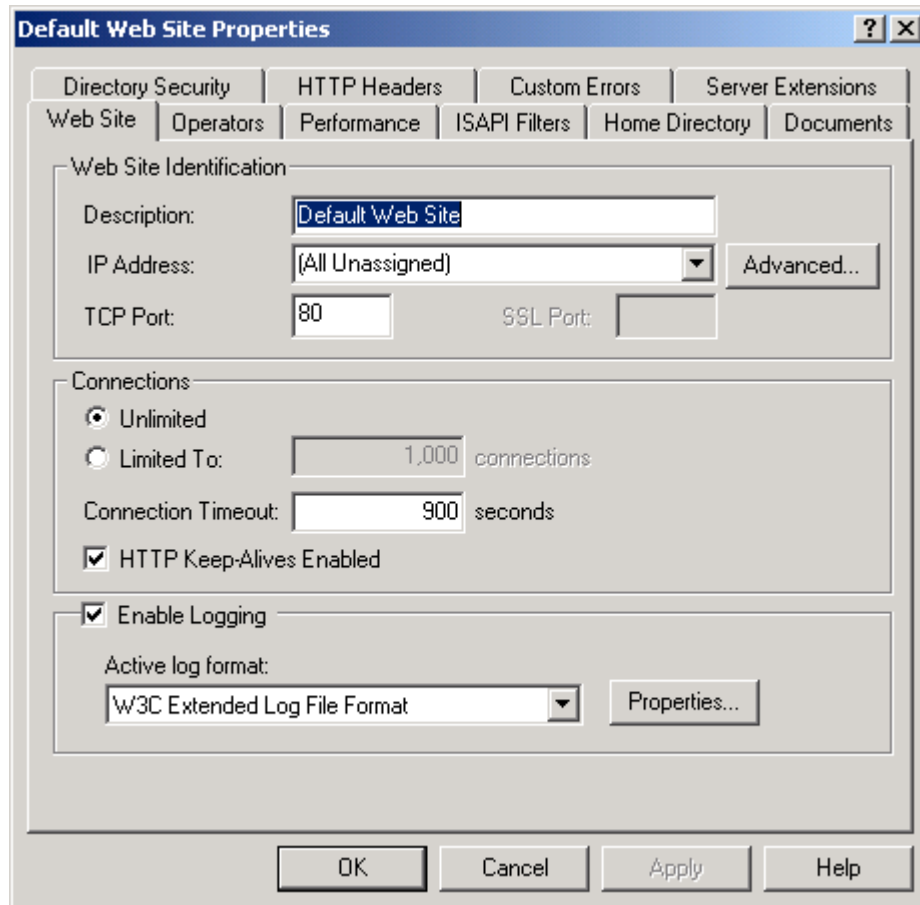 Default Web Site Properties
Directory Security HTTP Headers Custom Errors Server Extensions
Web Site Operators Performance ISAPI Filters Home Directory Documents
Web Site Identification
Description: Default Web Site
IP Address: (All Unassigned) Advanced...
TCP Port: 80 SSL Port:
Connections
Unlimited
Limited To: 1,000 connections
Connection Timeout: 900 seconds
HTTP Keep-Alives Enabled
Enable Logging
Active log format:
W3C Extended Log File Format Properties...
OK Cancel Apply Help